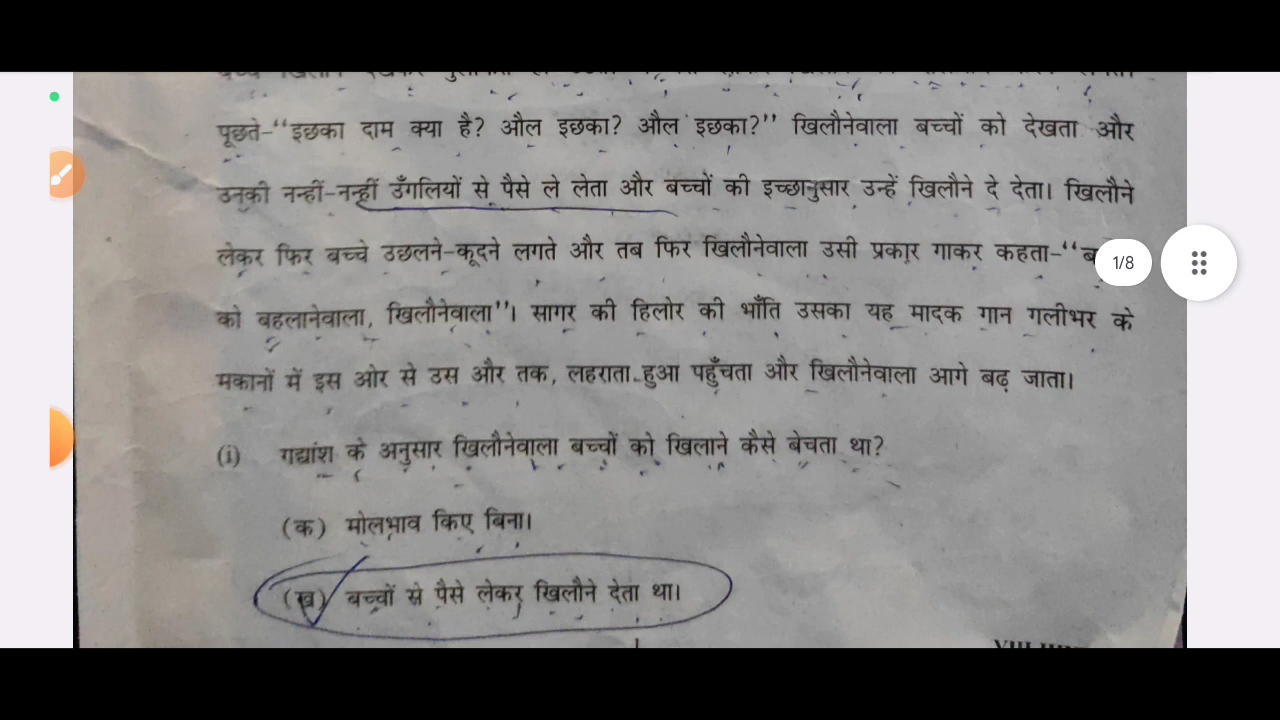 पूछते-“इछका दाम क्या है? औल इछका? औल इछका?” खिलौनेवाला बच्चों को देखता और
उनकी नन्हीं-नन्हीं उँगलियों से पैसे ले लेता और बच्चों की इच्छानुसार उन्हें खिलौने दे देता। खिलौने
लेकर फिर बच्चे उछलने-कूदने लगते और तब फिर खिलौनेवाला उसी प्रकार गाकर कहता-“
1/8
को बहलानेवाला, खिलौनेवाला”। सागर की हिलोर की भाँति उसका यह मादक गान गलीभर के
मकानों में इस ओर से उस और तक, लहराता हुआ पहुँचता और खिलौनेवाला आगे बढ़ जाता।
(i) गद्यांश के अनुसार खिलौनेवाला बच्चों को खिलाने कैसे बेचता था?
(क) मोलभाव किए बिना।
(ख) बच्चों से पैसे लेकर खिलौने देता था।